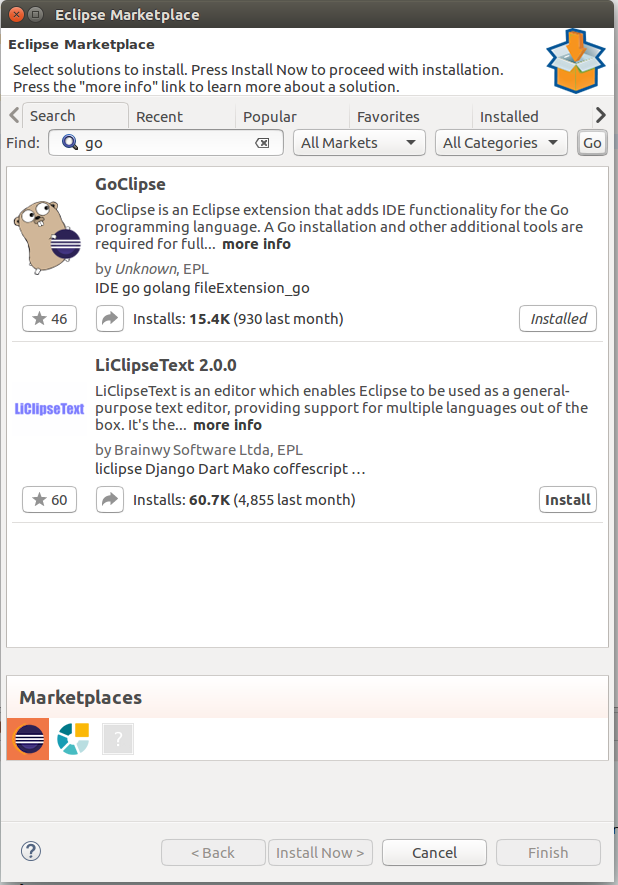 Eclipse Marketplace
Eclipse Marketplace
Select solutions to install. Press Install Now to proceed with installation.
Press the "more info" link to learn more about a solution.
Search Recent Popular Favorites Installed
Find: go All Markets All Categories Go
GoClipse
GoClipse is an Eclipse extension that adds IDE functionality for the Go
programming language. A Go installation and other additional tools are
required for full... more info
by Unknown, EPL
IDE go golang fileExtension_go
46 Installs: 15.4K (930 last month) Installed
LiClipseText 2.0.0
LiClipseText
LiClipseText is an editor which enables Eclipse to be used as a general-
purpose text editor, providing support for multiple languages out of the
box. It's the... more info
by Brainwy Software Ltda, EPL
liclipse Django Dart Mako coffescript ...
60 Installs: 60.7K (4,855 last month) Install
Marketplaces
?
? < Back Install Now > Cancel Finish